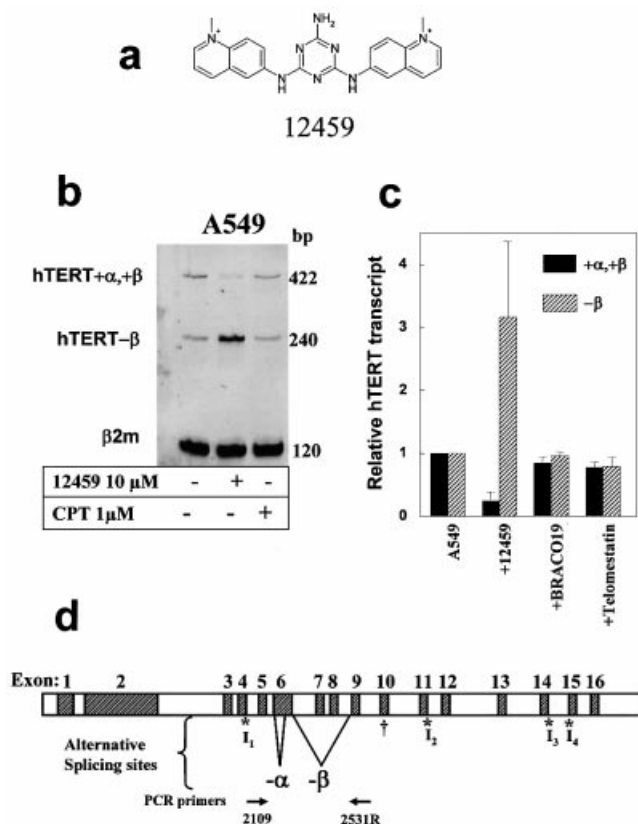 a
CH₃
N⁺
NH₂
N
N
N
N
H
N
H
CH₃
N⁺
12459
b
A549
bp
hTERT+α,+β
422
hTERT–β
240
β2m
120
12459 10 μM - + -
CPT 1μM - - +
c
Relative hTERT transcript
4
3
2
1
0
+α,+β
–β
A549
+12459
+BRACO19
+Telomestatin
d
Exon: 1 2 3 4 5 6 7 8 9 10 11 12 13 14 15 16
* † * * *
I₁ I₂ I₃ I₄
Alternative
Splicing sites
-α -β
PCR primers
2109 2531R